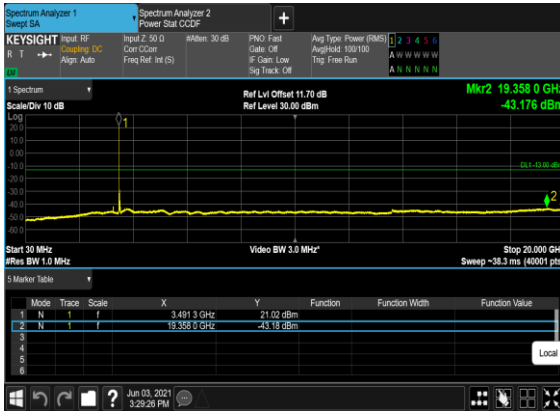 Spectrum Analyzer 1
Swept SA
Spectrum Analyzer 2
Power Stat CCDF
KEYSIGHT
R T
Input: RF
Coupling: DC
Align: Auto
Input Z: 50 Ω
Corr CCorr
Freq Ref: Int (S)
#Atten: 30 dB
PNO: Fast
Gate: Off
IF Gain: Low
Sig Track: Off
Avg Type: Power (RMS)
Avg|Hold: 100/100
Trig: Free Run
1 2 3 4 5 6
A W W W W W
A N N N N N
1 Spectrum
Scale/Div 10 dB
Ref Lvl Offset 11.70 dB
Ref Level 30.00 dBm
Mkr2 19.358 0 GHz
-43.176 dBm
Log
20.0
10.0
0.00
-10.0
-20.0
-30.0
-40.0
-50.0
-60.0
1
DL1 -13.00 dBm
2
Start 30 MHz
#Res BW 1.0 MHz
Video BW 3.0 MHz*
Stop 20.000 GHz
Sweep ~38.3 ms (40001 pts)
5 Marker Table
Mode Trace Scale X Y Function Function Width Function Value
1 N 1 f 3.491 3 GHz 21.02 dBm
2 N 1 f 19.358 0 GHz -43.18 dBm
3
4
5
6
Local
Jun 03, 2021
3:29:26 PM